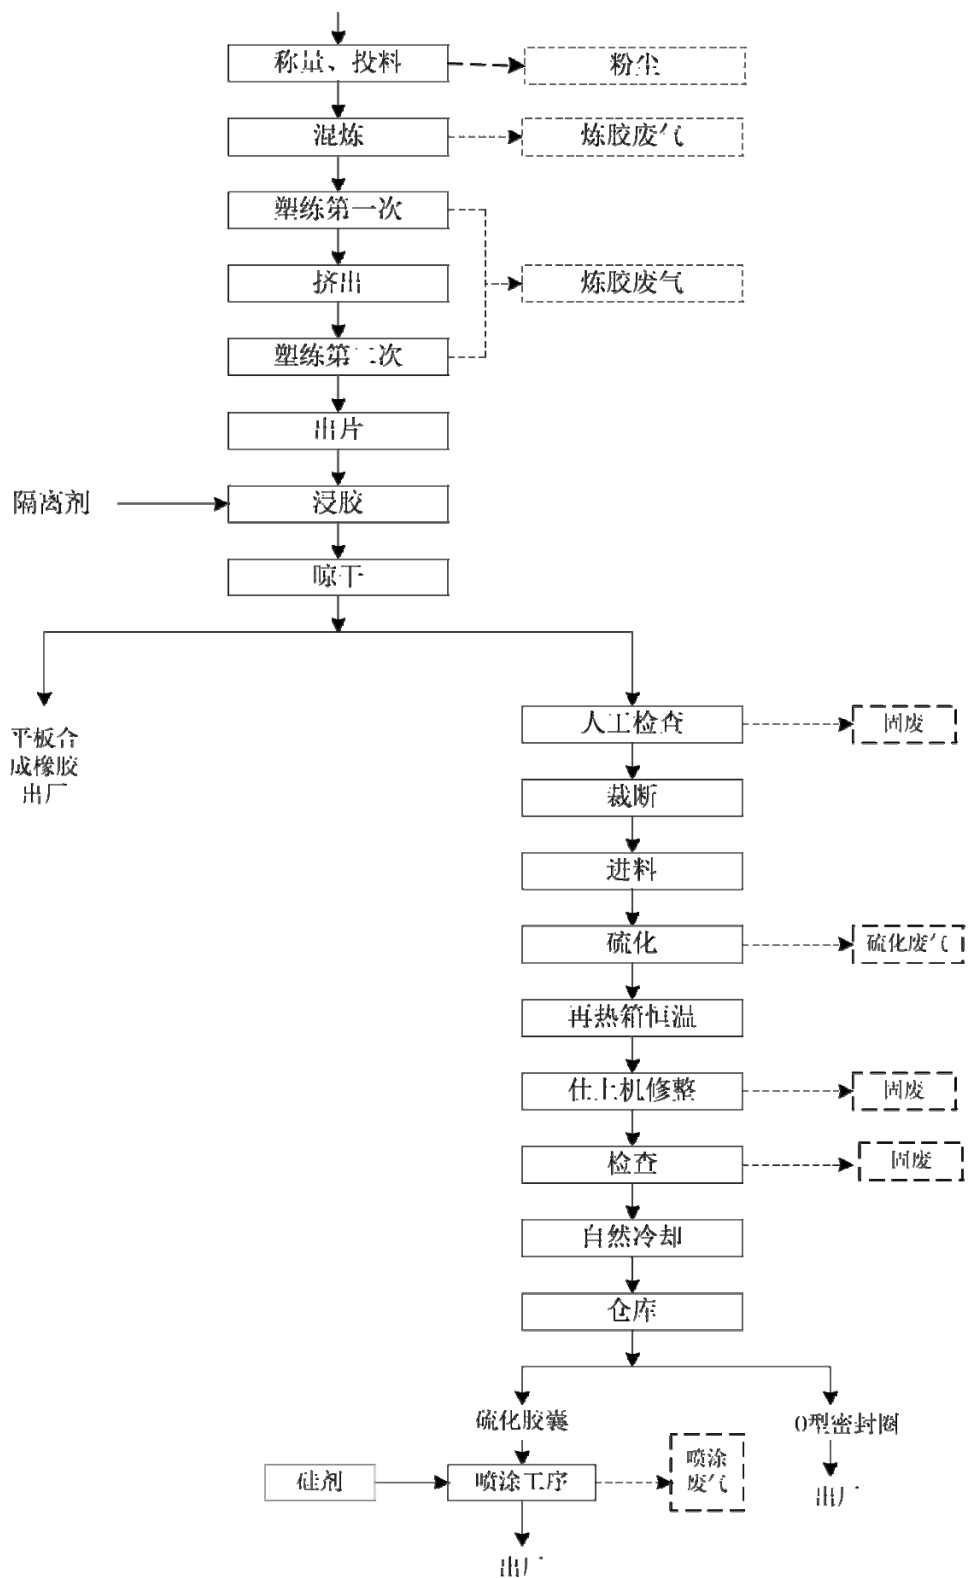 称量、投料
粉尘
混炼
炼胶废气
塑练第一次
挤出
炼胶废气
塑练第二次
出片
隔离剂
浸胶
晾干
平板合
成橡胶
出厂
人工检查
固废
裁断
进料
硫化
硫化废气
再热箱恒温
仕上机修整
固废
检查
固废
自然冷却
仓库
硫化胶囊
O型密封圈
硅剂
喷涂工序
喷涂
废气
出厂
出厂